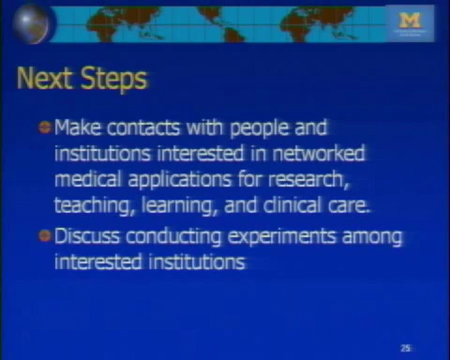 M
Next Steps
Make contacts with people and
institutions interested in networked
medical applications for research,
teaching, learning, and clinical care.
Discuss conducting experiments among
interested institutions
25